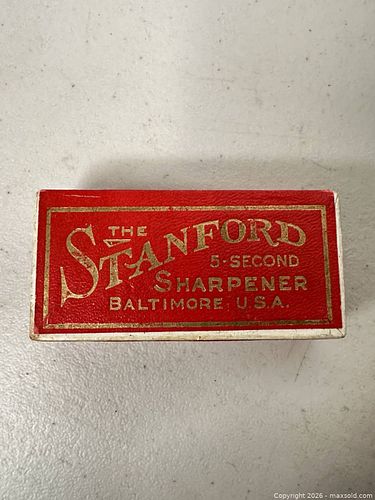 THE
STANFORD
5-SECOND
SHARPENER
BALTIMORE, U.S.A.
Copyright 2026 - maxsold.com